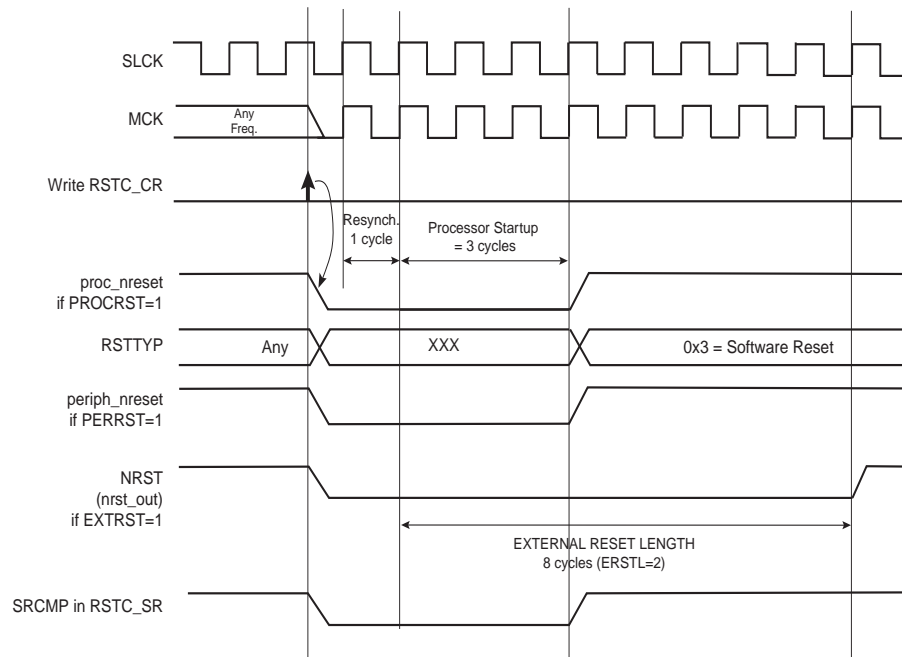 SLCK
MCK
Any
Freq.
Write RSTC_CR
Resynch.
1 cycle
Processor Startup
= 3 cycles
proc_nreset
if PROCRST=1
RSTTYP
Any
XXX
0x3 = Software Reset
periph_nreset
if PERRST=1
NRST
(nrst_out)
if EXTRST=1
EXTERNAL RESET LENGTH
8 cycles (ERSTL=2)
SRCMP in RSTC_SR